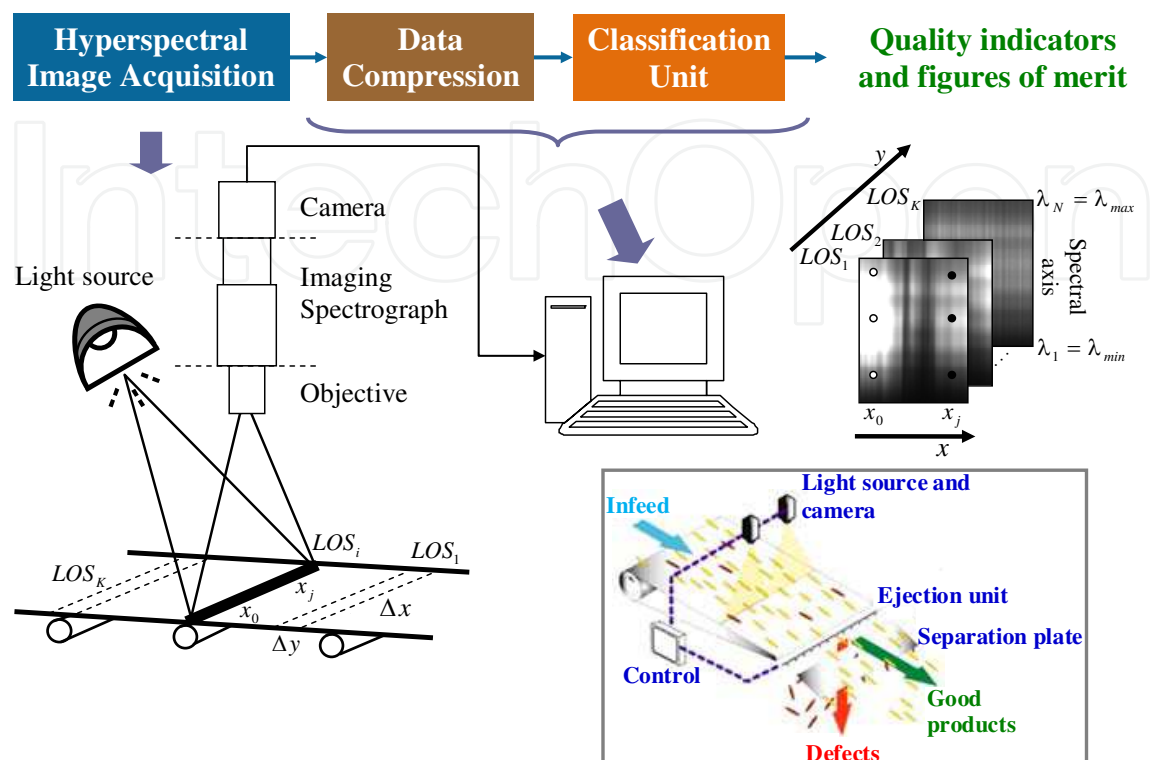 Hyperspectral
Image Acquisition
Data
Compression
Classification
Unit
Quality indicators
and figures of merit
IntechOpen
Camera
Imaging
Spectrograph
Objective
Light source
LOS_K
LOS_i
LOS_1
x_j
x_0
Δx
Δy
y
LOS_K
LOS_2
LOS_1
λ_N = λ_max
Spectral
axis
λ_1 = λ_min
⋰
x_0
x_j
x
Light source and
camera
Infeed
Ejection unit
Separation plate
Control
Good
products
Defects